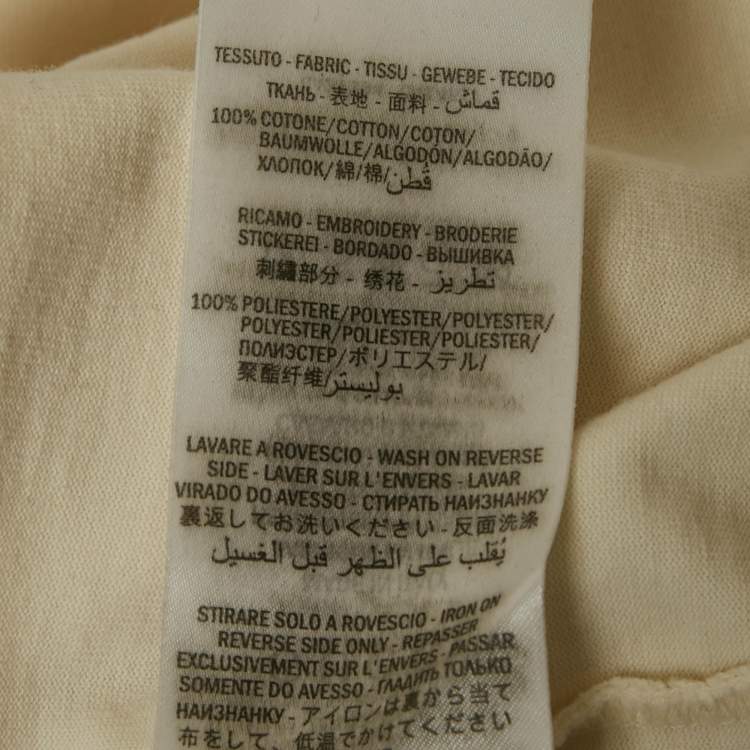 TESSUTO - FABRIC - TISSU - GEWEBE - TECIDO
ТКАНЬ - 表地 - 面料 - قماش
100% COTONE/COTTON/COTON/
BAUMWOLLE/ALGODÓN/ALGODÃO/
ХЛОПОК/綿/棉/قُطن
RICAMO - EMBROIDERY - BRODERIE
STICKEREI - BORDADO - ВЫШИВКА
刺繍部分 - 绣花 - تطريز
100% POLIESTERE/POLYESTER/POLYESTER/
POLYESTER/POLIESTER/POLIESTER/
ПОЛИЭСТЕР/ポリエステル/
聚酯纤维/بوليستر
LAVARE A ROVESCIO - WASH ON REVERSE
SIDE - LAVER SUR L'ENVERS - LAVAR
VIRADO DO AVESSO - СТИРАТЬ НАИЗНАНКУ
裏返してお洗いください - 反面洗涤
يُقلب على الظهر قبل الغسيل
STIRARE SOLO A ROVESCIO - IRON ON
REVERSE SIDE ONLY - REPASSER
EXCLUSIVEMENT SUR L'ENVERS - PASSAR
SOMENTE DO AVESSO - ГЛАДИТЬ ТОЛЬКО
НАИЗНАНКУ - アイロンは裏から当て
布をして、低温でかけてください